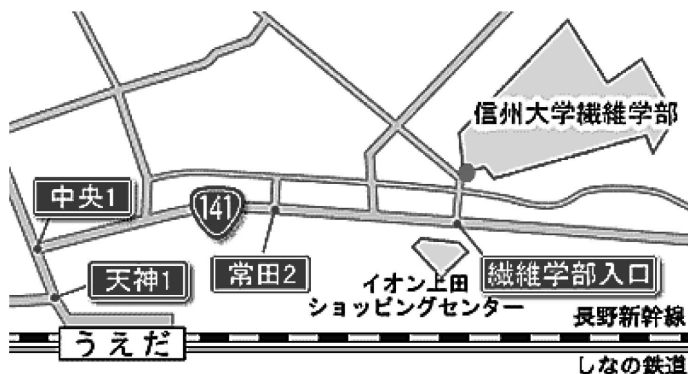 信州大学繊維学部
中央1
141
天神1
常田2
繊維学部入口
イオン上田
ショッピングセンター
長野新幹線
うえだ
しなの鉄道